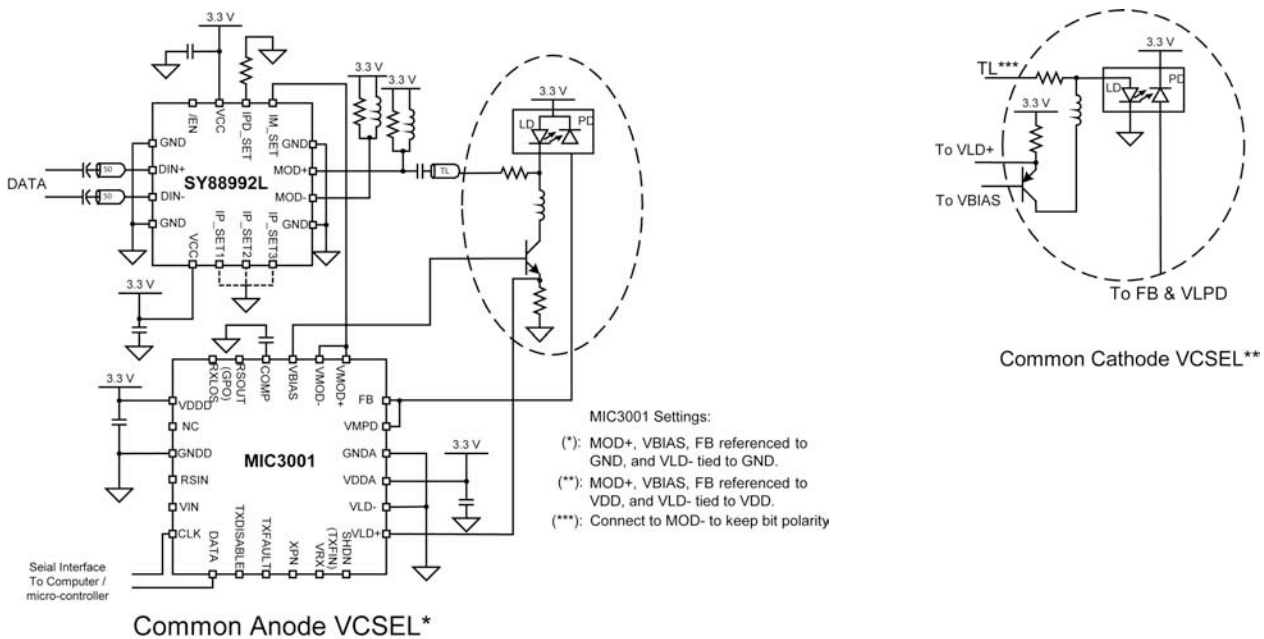 3.3 V
3.3 V
3.3 V
/EN
VCC
IPD_SET
IM_SET
GND
GND
DIN+
50
MOD+
TL
DATA
SY88992L
DIN-
50
MOD-
GND
GND
VCC
IP_SET1
IP_SET2
IP_SET3
3.3 V
3.3 V
LD
PD
3.3 V
RXLOS
RSOUT
(GPO)
COMP
VBIAS
VMOD-
VMOD+
VDDD
FB
NC
VMPD
GNDD
MIC3001
GNDA
RSIN
VDDA
3.3 V
VIN
VLD-
CLK
VLD+
DATA
TXDISABLE
TXFAULT
XPN
VRX
SHDN
(TXFIN)
Seial Interface
To Computer /
micro-controller
Common Anode VCSEL*
MIC3001 Settings:
(*): MOD+, VBIAS, FB referenced to
GND, and VLD- tied to GND.
(**): MOD+, VBIAS, FB referenced to
VDD, and VLD- tied to VDD.
(***): Connect to MOD- to keep bit polarity
3.3 V
TL***
LD
PD
3.3 V
To VLD+
To VBIAS
To FB & VLPD
Common Cathode VCSEL**